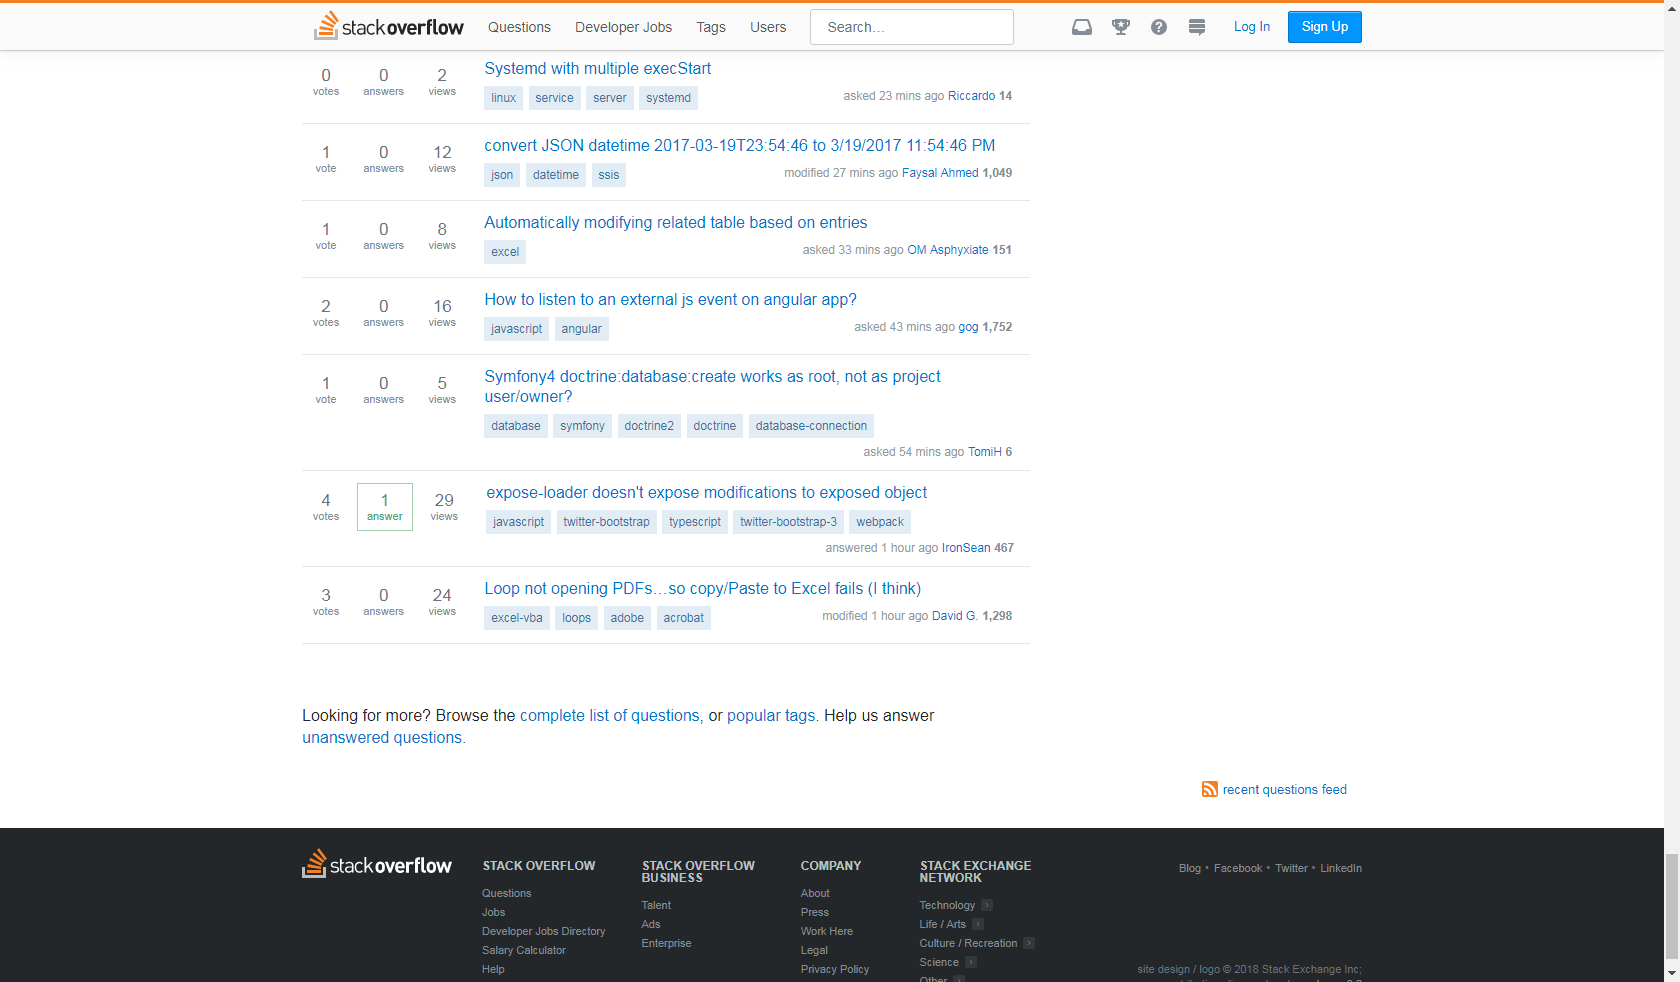 stackoverflow Questions Developer Jobs Tags Users Search... Log In Sign Up
0 votes 0 answers 2 views
Systemd with multiple execStart
linux service server systemd
asked 23 mins ago Riccardo 14
1 vote 0 answers 12 views
convert JSON datetime 2017-03-19T23:54:46 to 3/19/2017 11:54:46 PM
json datetime ssis
modified 27 mins ago Faysal Ahmed 1,049
1 vote 0 answers 8 views
Automatically modifying related table based on entries
excel
asked 33 mins ago OM Asphyxiate 151
2 votes 0 answers 16 views
How to listen to an external js event on angular app?
javascript angular
asked 43 mins ago gog 1,752
1 vote 0 answers 5 views
Symfony4 doctrine:database:create works as root, not as project
user/owner?
database symfony doctrine2 doctrine database-connection
asked 54 mins ago TomiH 6
4 votes 1 answer 29 views
expose-loader doesn't expose modifications to exposed object
javascript twitter-bootstrap typescript twitter-bootstrap-3 webpack
answered 1 hour ago IronSean 467
3 votes 0 answers 24 views
Loop not opening PDFs...so copy/Paste to Excel fails (I think)
excel-vba loops adobe acrobat
modified 1 hour ago David G. 1,298
Looking for more? Browse the complete list of questions, or popular tags. Help us answer
unanswered questions.
recent questions feed
stackoverflow
STACK OVERFLOW
Questions
Jobs
Developer Jobs Directory
Salary Calculator
Help
STACK OVERFLOW
BUSINESS
Talent
Ads
Enterprise
COMPANY
About
Press
Work Here
Legal
Privacy Policy
STACK EXCHANGE
NETWORK
Technology
Life / Arts
Culture / Recreation
Science
Other
Blog • Facebook • Twitter • LinkedIn
site design / logo © 2018 Stack Exchange Inc;